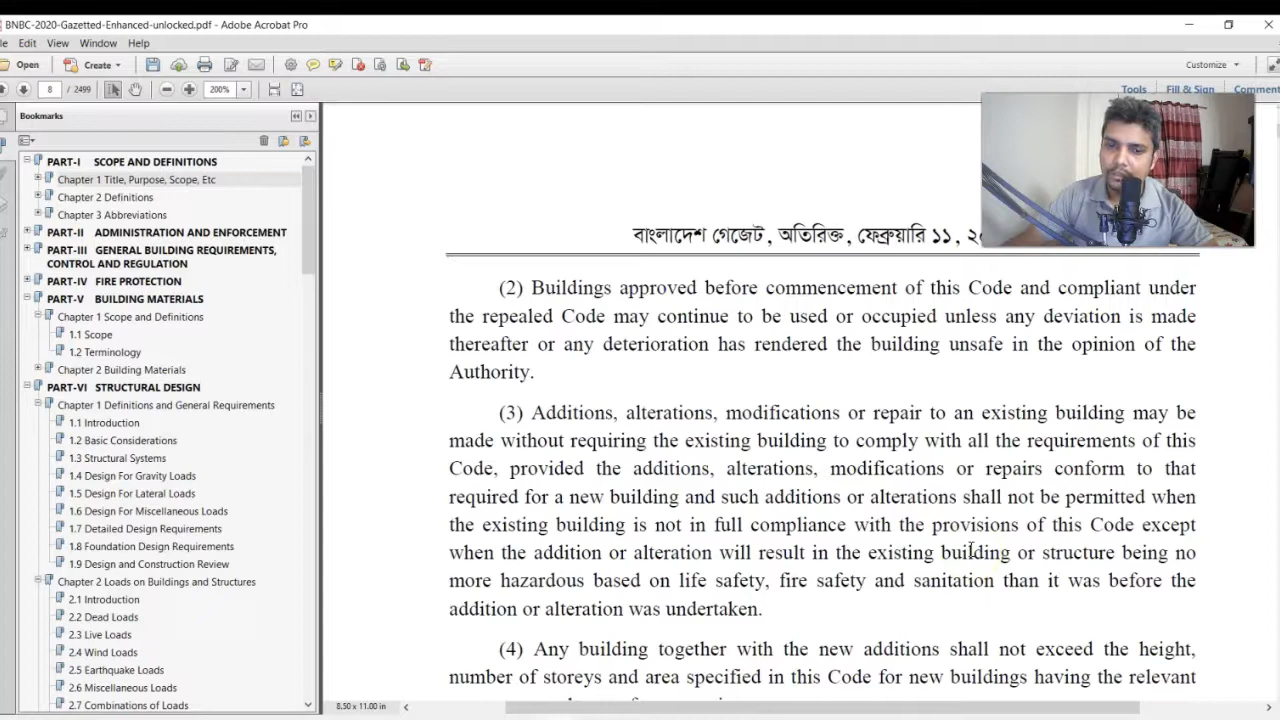 BNBC-2020-Gazetted-Enhanced-unlocked.pdf - Adobe Acrobat Pro
Edit View Window Help
Open Create Customize
8 / 2499 200% Tools Fill & Sign Comment
Bookmarks
PART-I SCOPE AND DEFINITIONS
Chapter 1 Title, Purpose, Scope, Etc
Chapter 2 Definitions
Chapter 3 Abbreviations
PART-II ADMINISTRATION AND ENFORCEMENT
PART-III GENERAL BUILDING REQUIREMENTS,
CONTROL AND REGULATION
PART-IV FIRE PROTECTION
PART-V BUILDING MATERIALS
Chapter 1 Scope and Definitions
1.1 Scope
1.2 Terminology
Chapter 2 Building Materials
PART-VI STRUCTURAL DESIGN
Chapter 1 Definitions and General Requirements
1.1 Introduction
1.2 Basic Considerations
1.3 Structural Systems
1.4 Design For Gravity Loads
1.5 Design For Lateral Loads
1.6 Design For Miscellaneous Loads
1.7 Detailed Design Requirements
1.8 Foundation Design Requirements
1.9 Design and Construction Review
Chapter 2 Loads on Buildings and Structures
2.1 Introduction
2.2 Dead Loads
2.3 Live Loads
2.4 Wind Loads
2.5 Earthquake Loads
2.6 Miscellaneous Loads
2.7 Combinations of Loads
বাংলাদেশ গেজেট, অতিরিক্ত, ফেব্রুয়ারি ১১, ২
(2) Buildings approved before commencement of this Code and compliant under
the repealed Code may continue to be used or occupied unless any deviation is made
thereafter or any deterioration has rendered the building unsafe in the opinion of the
Authority.
(3) Additions, alterations, modifications or repair to an existing building may be
made without requiring the existing building to comply with all the requirements of this
Code, provided the additions, alterations, modifications or repairs conform to that
required for a new building and such additions or alterations shall not be permitted when
the existing building is not in full compliance with the provisions of this Code except
when the addition or alteration will result in the existing building or structure being no
more hazardous based on life safety, fire safety and sanitation than it was before the
addition or alteration was undertaken.
(4) Any building together with the new additions shall not exceed the height,
number of storeys and area specified in this Code for new buildings having the relevant
8.50 x 11.00 in